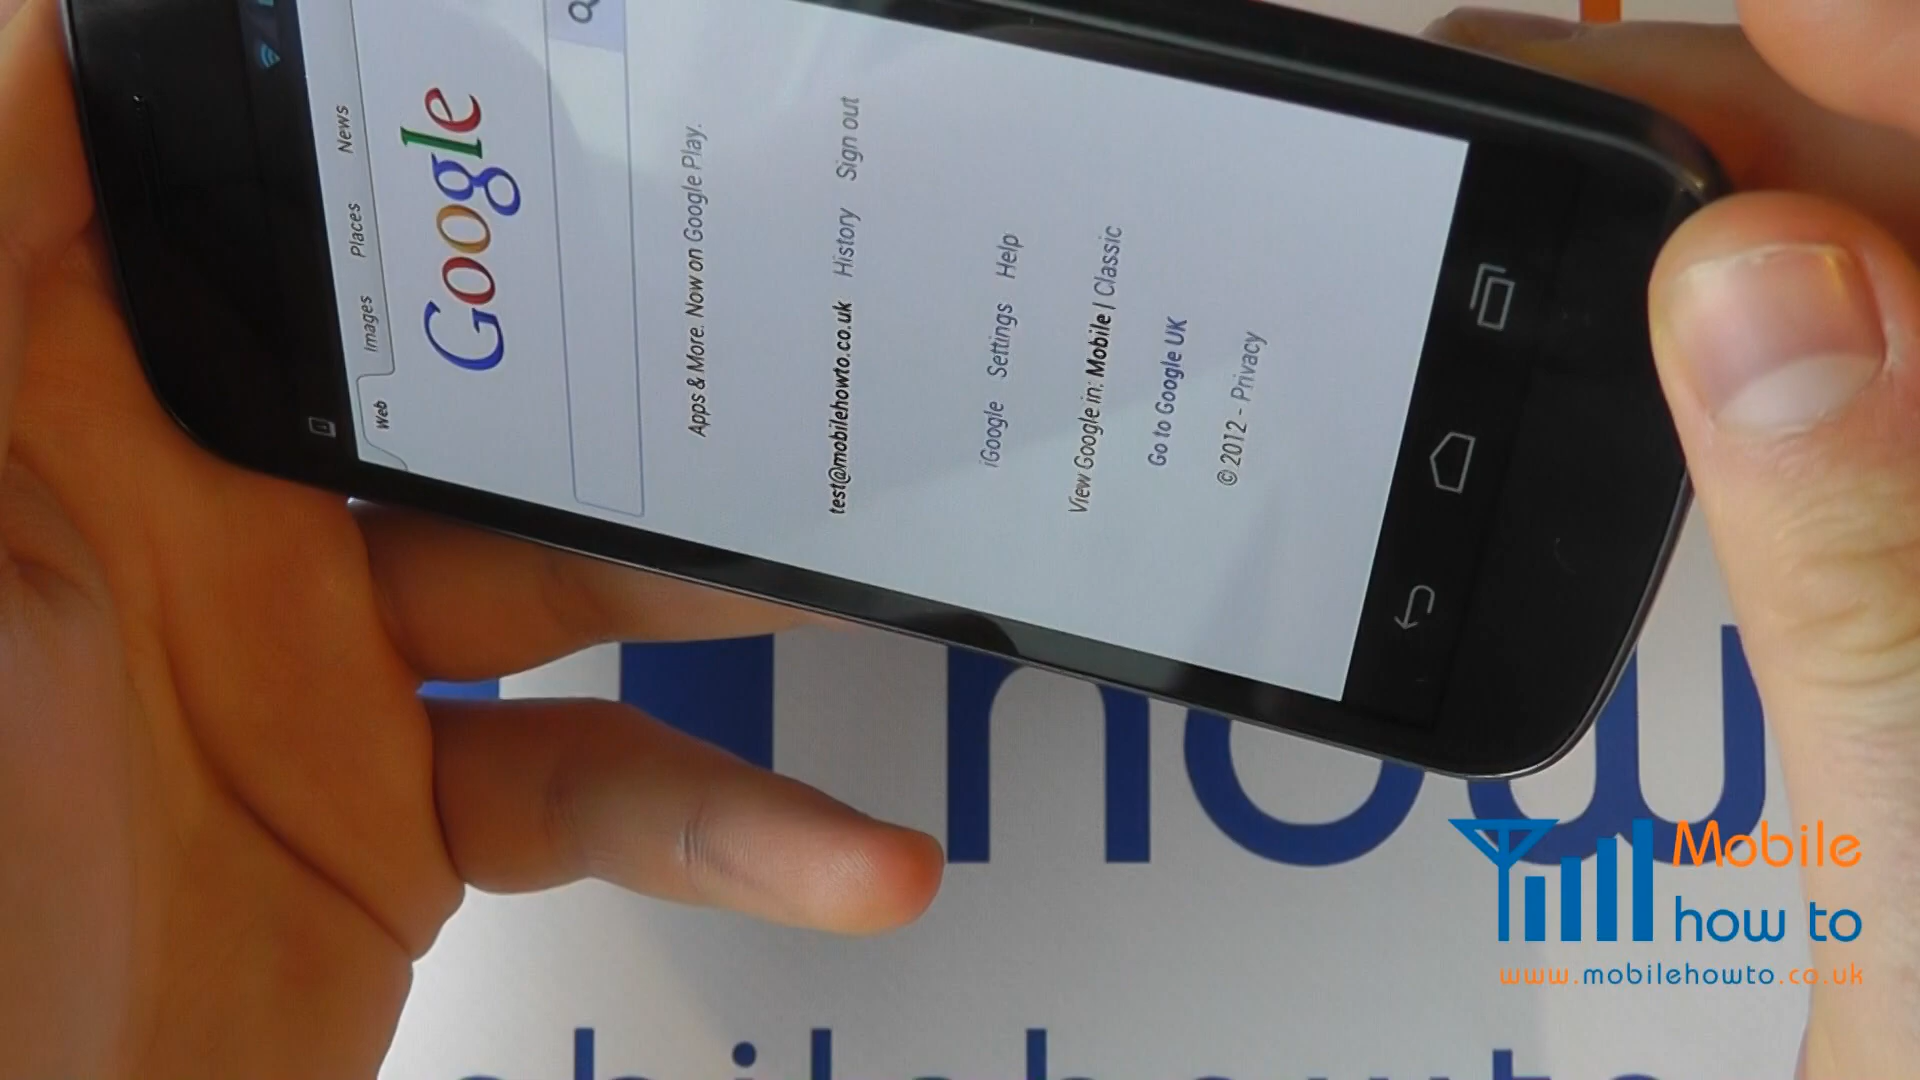 Web Images Places News
Google
Apps & More. Now on Google Play.
test@mobilehowto.co.uk History Sign out
iGoogle Settings Help
View Google in: Mobile | Classic
Go to Google UK
© 2012 - Privacy
how
Mobile
how to
www.mobilehowto.co.uk